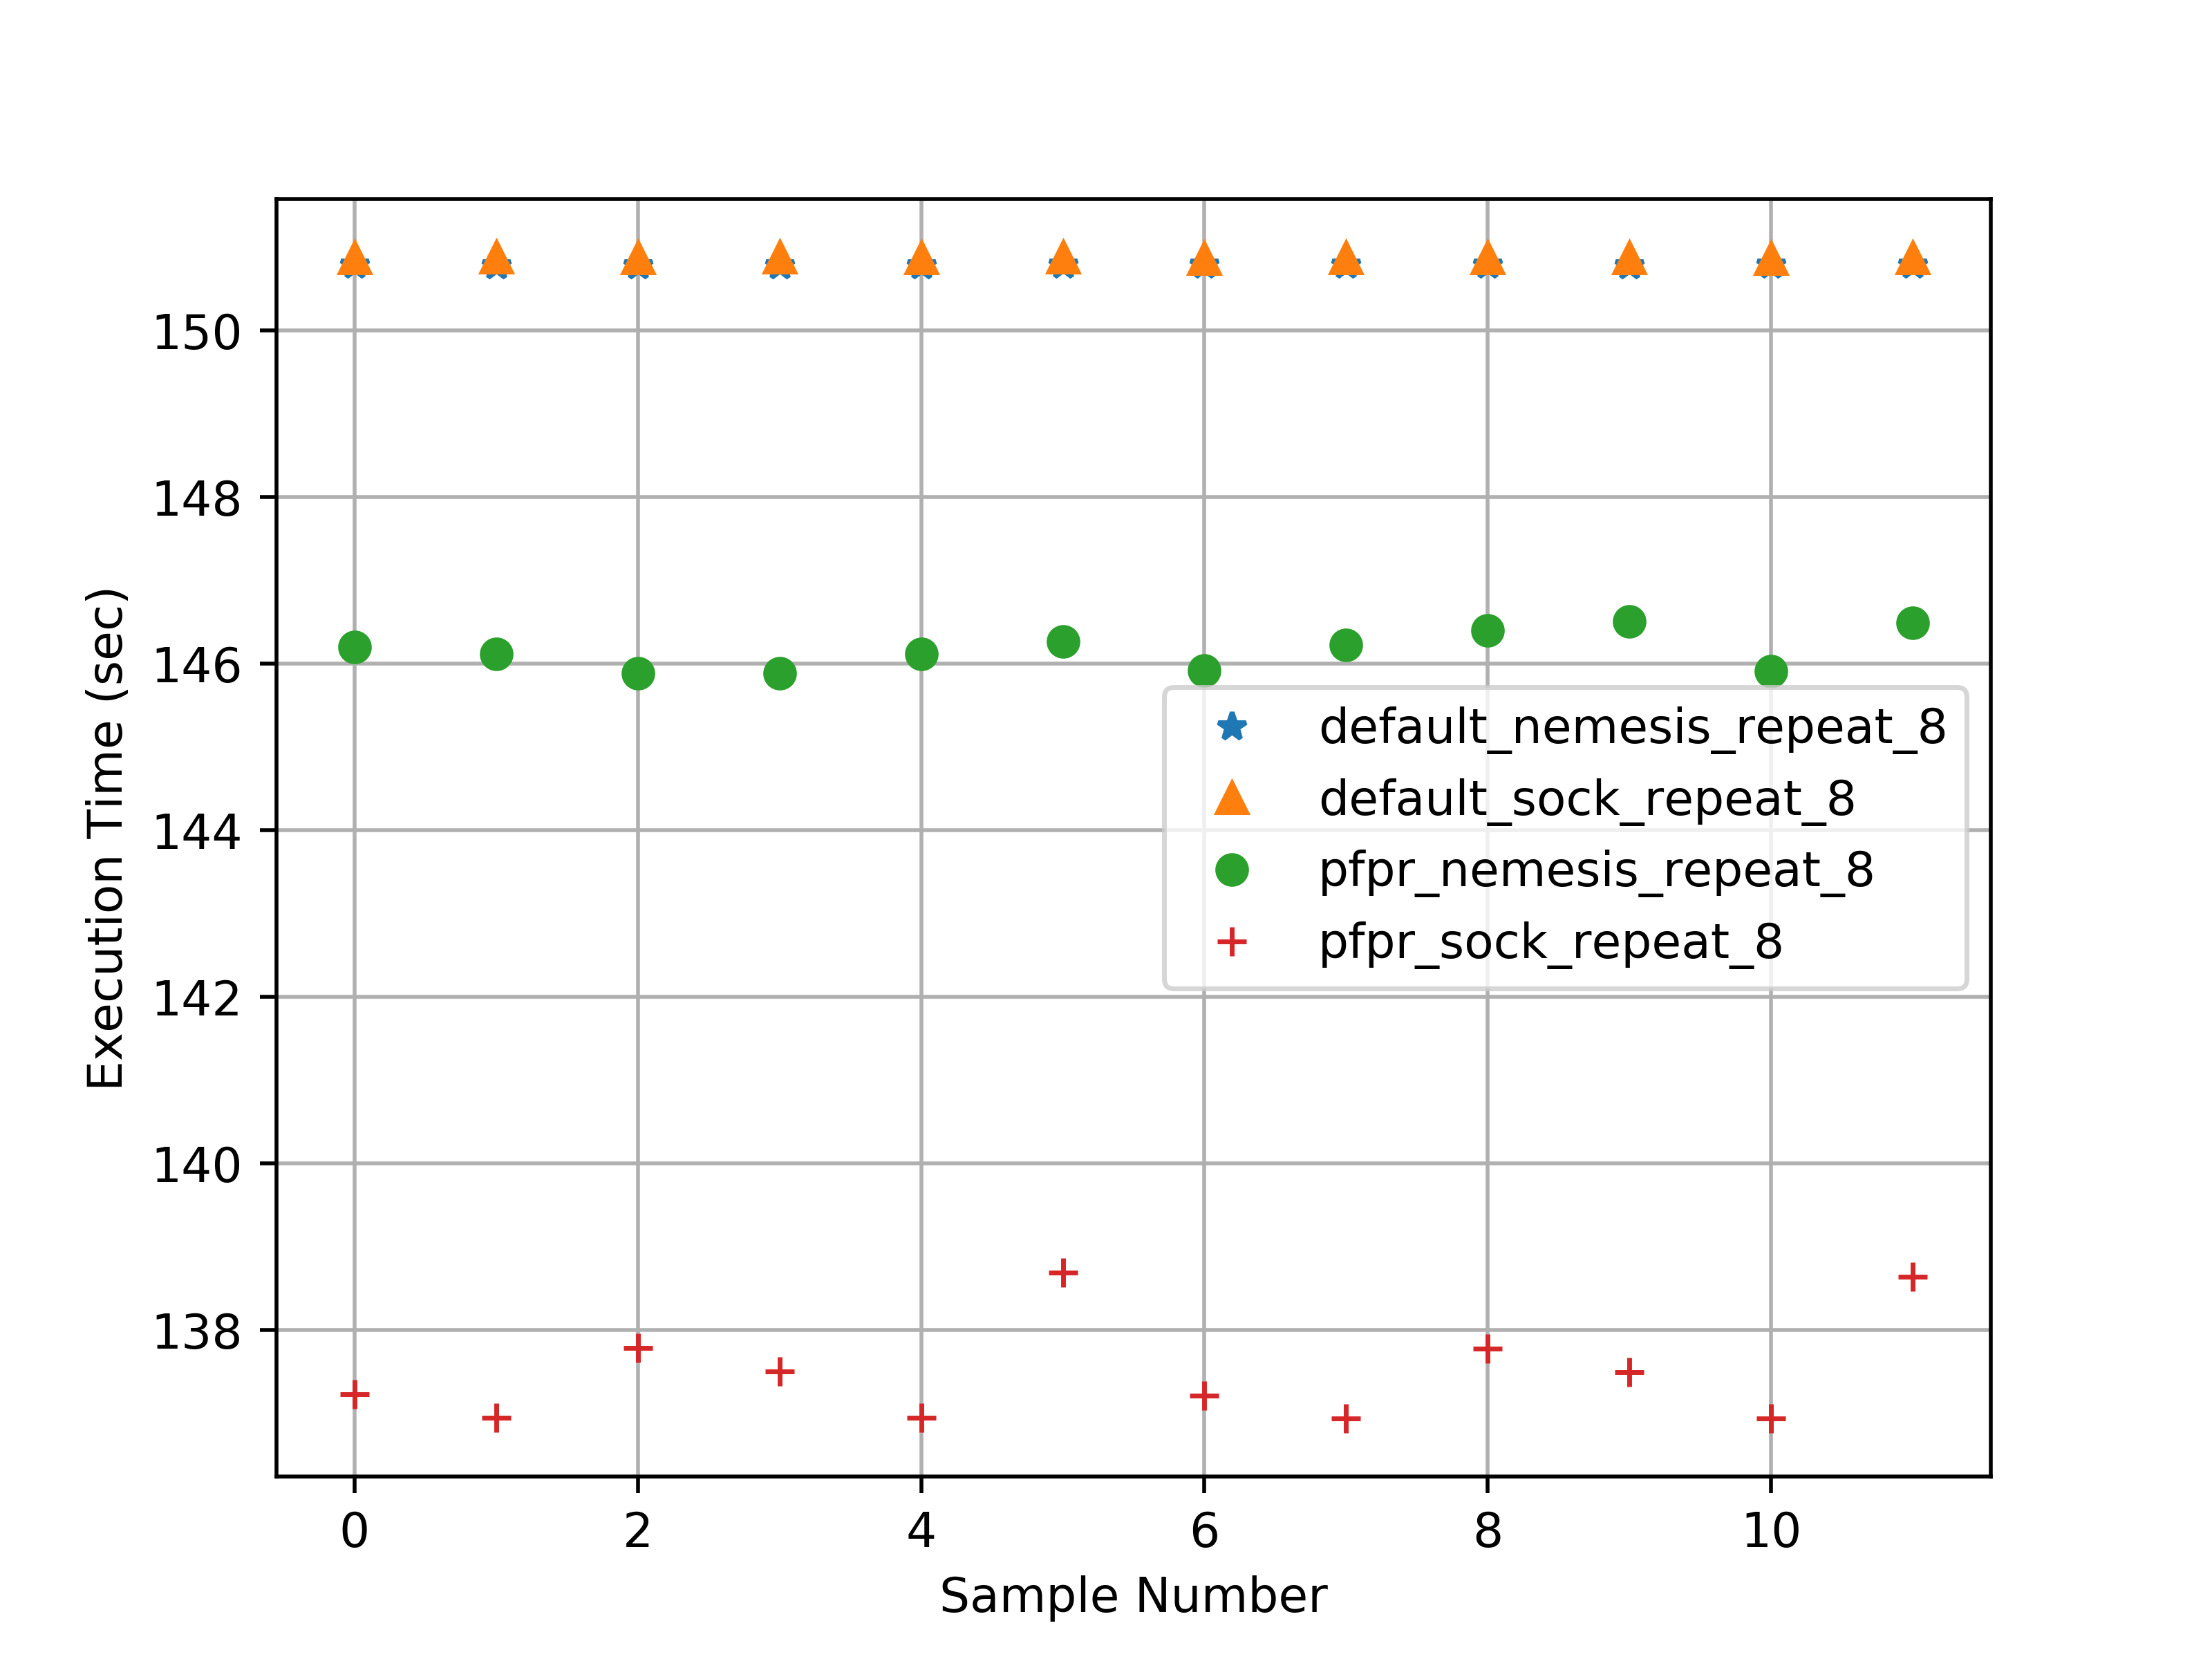 150
148
146
144
142
140
138
Execution Time (sec)
default_nemesis_repeat_8
default_sock_repeat_8
pfpr_nemesis_repeat_8
pfpr_sock_repeat_8
0 2 4 6 8 10
Sample Number